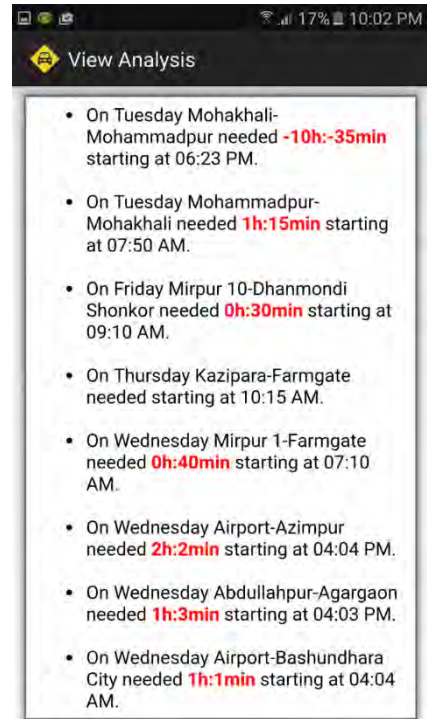 17% 10:02 PM
View Analysis
• On Tuesday Mohakhali-
Mohammadpur needed -10h:-35min
starting at 06:23 PM.
• On Tuesday Mohammadpur-
Mohakhali needed 1h:15min starting
at 07:50 AM.
• On Friday Mirpur 10-Dhanmondi
Shonkor needed 0h:30min starting at
09:10 AM.
• On Thursday Kazipara-Farmgate
needed starting at 10:15 AM.
• On Wednesday Mirpur 1-Farmgate
needed 0h:40min starting at 07:10
AM.
• On Wednesday Airport-Azimpur
needed 2h:2min starting at 04:04 PM.
• On Wednesday Abdullahpur-Agargaon
needed 1h:3min starting at 04:03 PM.
• On Wednesday Airport-Bashundhara
City needed 1h:1min starting at 04:04
AM.